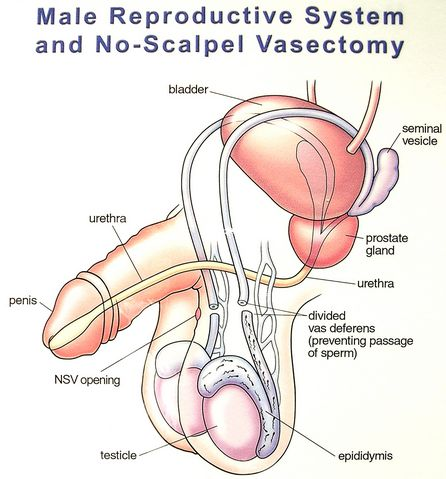 Male Reproductive System
and No-Scalpel Vasectomy
bladder
seminal
vesicle
urethra
prostate
gland
urethra
penis
divided
vas deferens
(preventing passage
of sperm)
NSV opening
testicle
epididymis